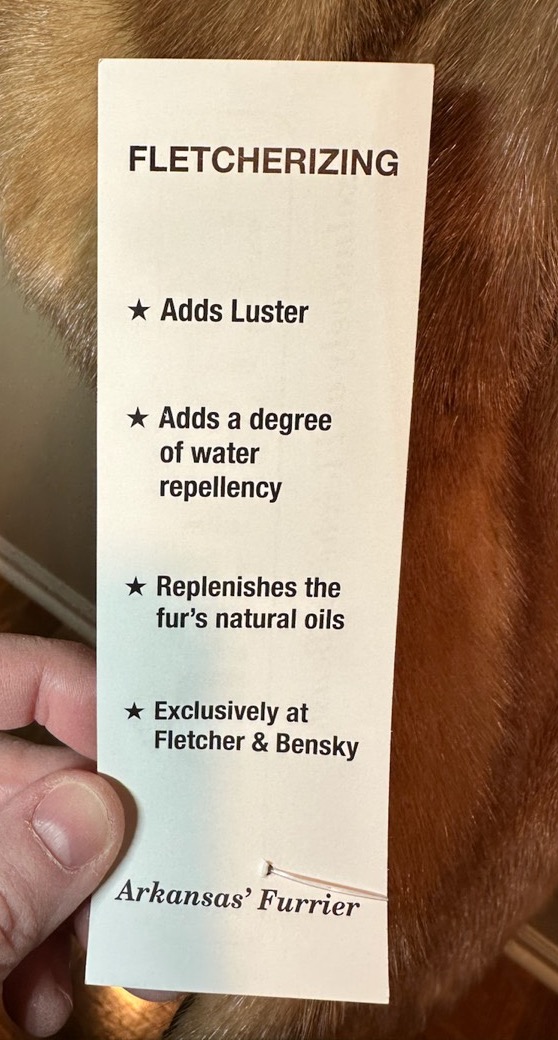 FLETCHERIZING
★ Adds Luster
★ Adds a degree
of water
repellency
★ Replenishes the
fur's natural oils
★ Exclusively at
Fletcher & Bensky
Arkansas' Furrier